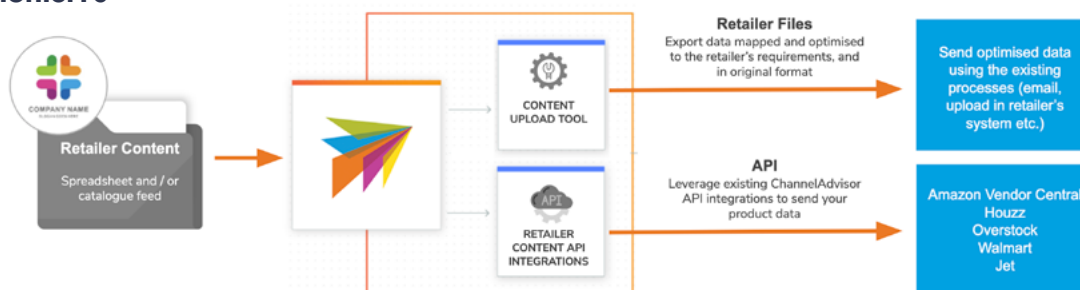 COMPANY NAME
Retailer Content
Spreadsheet and / or
catalogue feed
CONTENT
UPLOAD TOOL
API
RETAILER
CONTENT API
INTEGRATIONS
Retailer Files
Export data mapped and optimised
to the retailer's requirements, and
in original format
API
Leverage existing ChannelAdvisor
API integrations to send your
product data
Send optimised data
using the existing
processes (email,
upload in retailer's
system etc.)
Amazon Vendor Central
Houzz
Overstock
Walmart
Jet